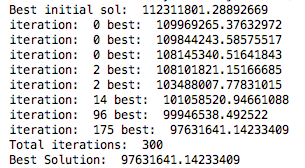 Best initial sol:  112311801.28892669
iteration:  0 best:  109969265.37632972
iteration:  0 best:  109844243.58575517
iteration:  0 best:  108145340.51641843
iteration:  2 best:  108101821.15166685
iteration:  2 best:  103488007.77831015
iteration:  14 best:  101058520.94661088
iteration:  96 best:  99946538.492522
iteration:  175 best:  97631641.14233409
Total iterations:  300
Best Solution:  97631641.14233409